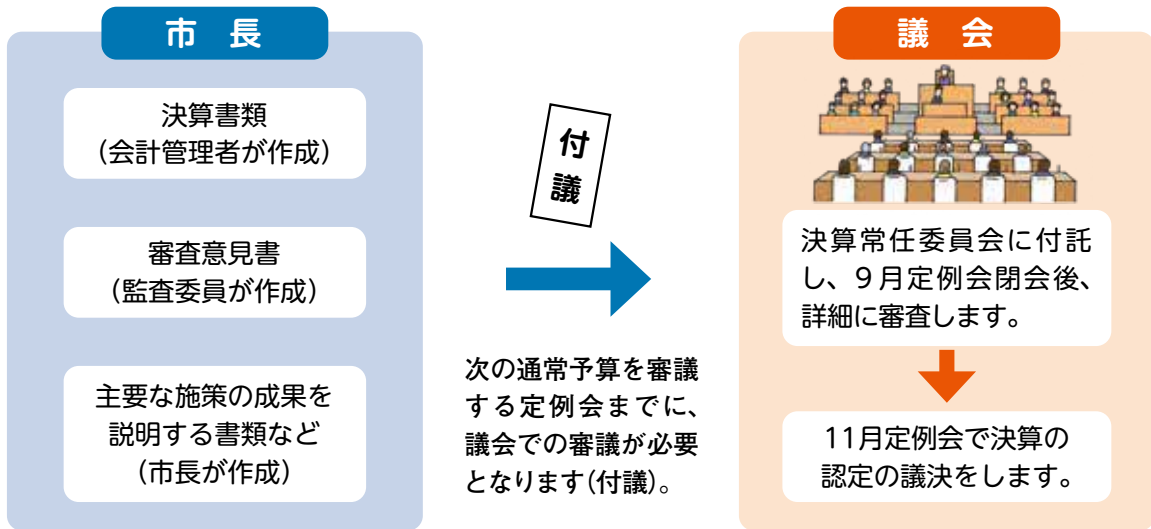 市 長
決算書類
(会計管理者が作成)
審査意見書
(監査委員が作成)
主要な施策の成果を
説明する書類など
(市長が作成)
付
議
次の通常予算を審議
する定例会までに、
議会での審議が必要
となります(付議)。
議 会
決算常任委員会に付託
し、9月定例会閉会後、
詳細に審査します。
11月定例会で決算の
認定の議決をします。